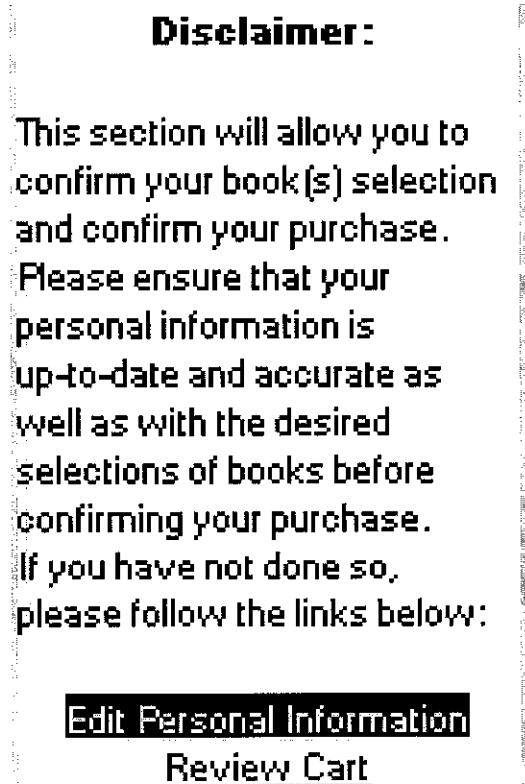 Disclaimer:
This section will allow you to
confirm your book(s) selection
and confirm your purchase.
Please ensure that your
personal information is
up-to-date and accurate as
well as with the desired
selections of books before
confirming your purchase.
If you have not done so,
please follow the links below:
Edit Personal Information
Review Cart